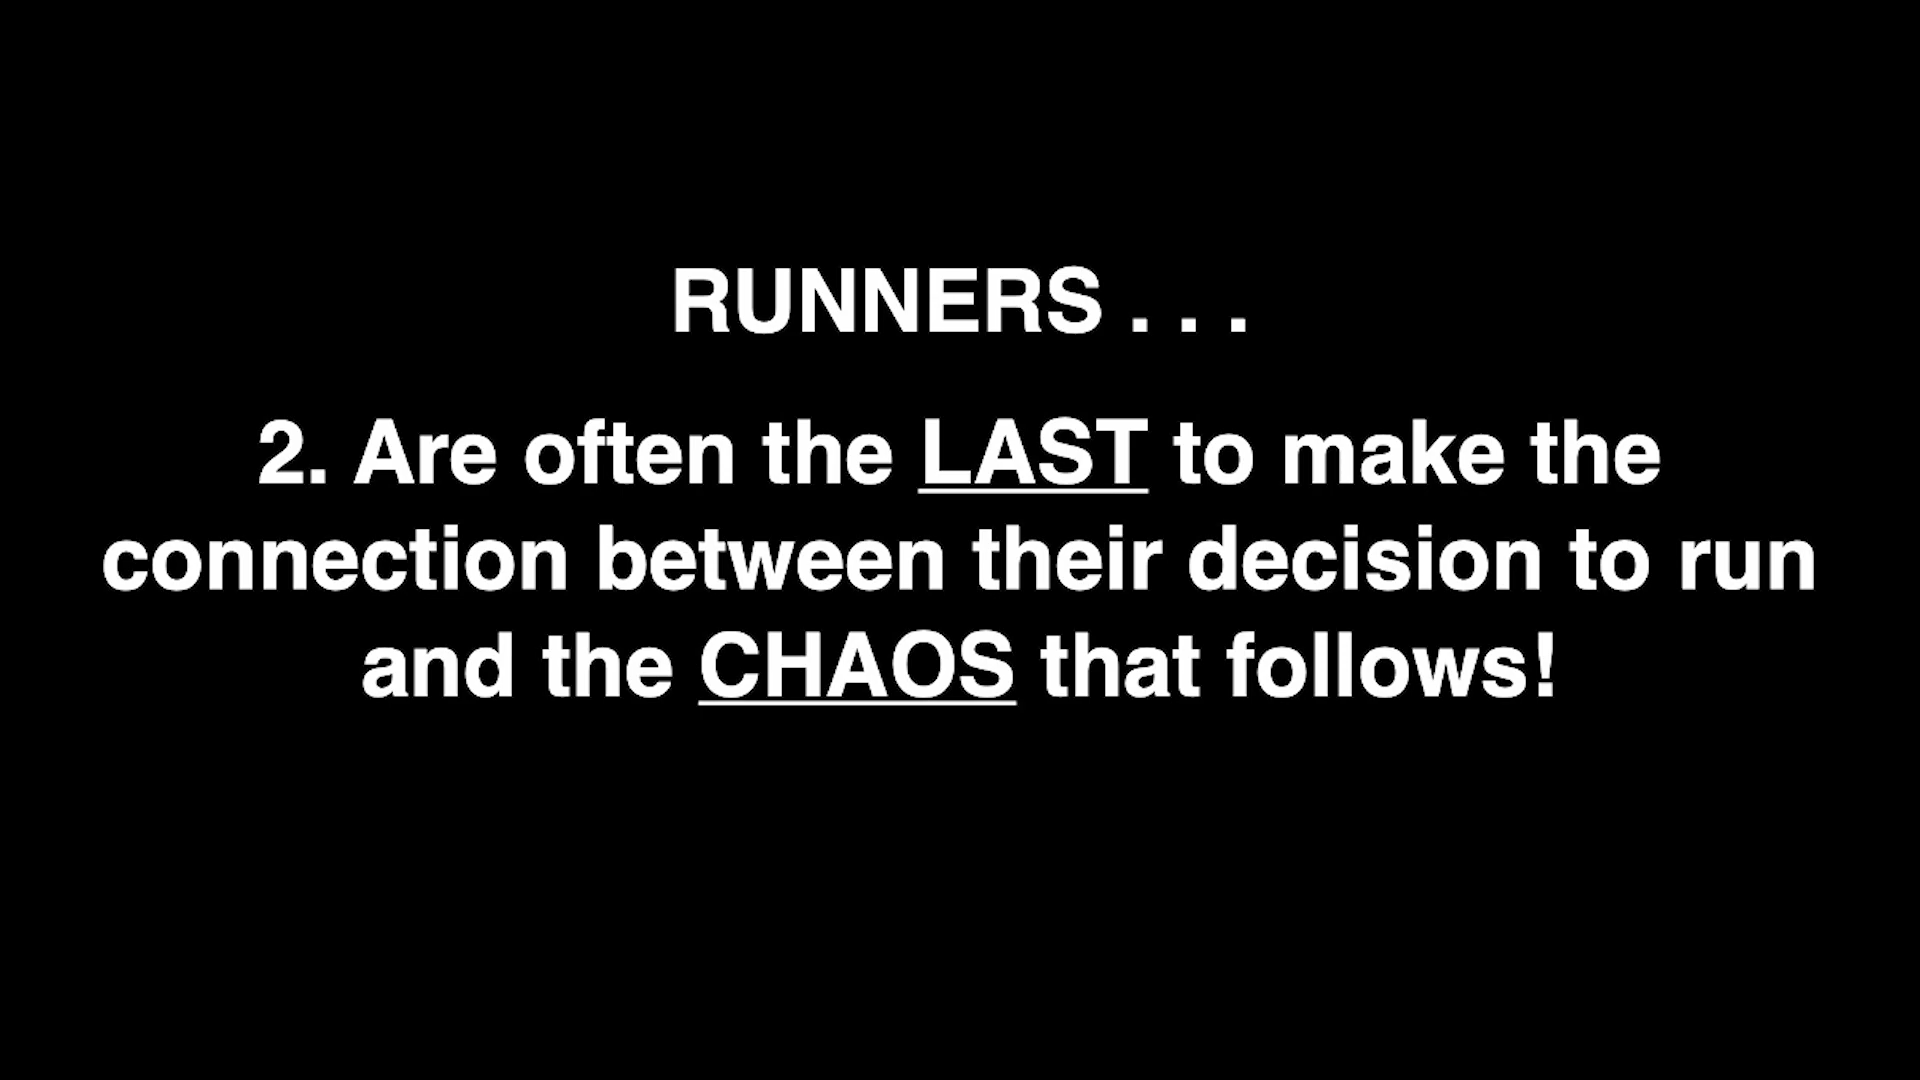 RUNNERS . . .
2. Are often the LAST to make the
connection between their decision to run
and the CHAOS that follows!